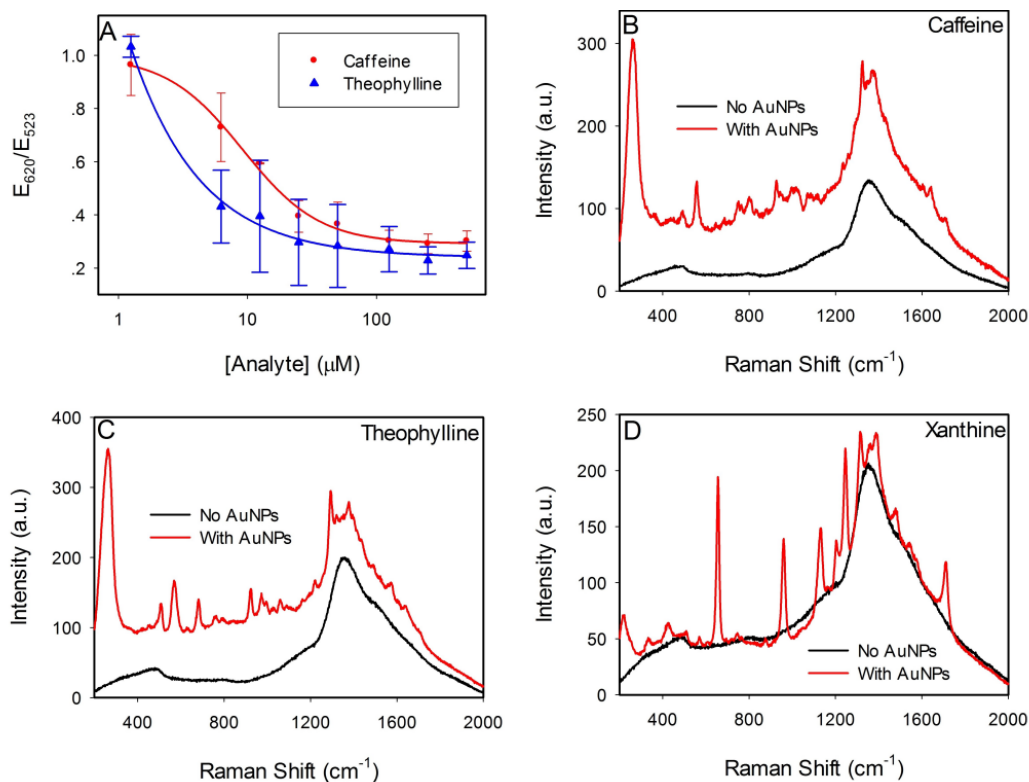 A
Caffeine
Theophylline
1.0
.8
.6
.4
.2
E620/E523
1 10 100
[Analyte] (μM)
B
Caffeine
No AuNPs
With AuNPs
300
200
100
0
Intensity (a.u.)
400 800 1200 1600 2000
Raman Shift (cm-1)
C
Theophylline
No AuNPs
With AuNPs
400
300
200
100
0
Intensity (a.u.)
400 800 1200 1600 2000
Raman Shift (cm-1)
D
Xanthine
No AuNPs
With AuNPs
250
200
150
100
50
0
Intensity (a.u.)
400 800 1200 1600 2000
Raman Shift (cm-1)